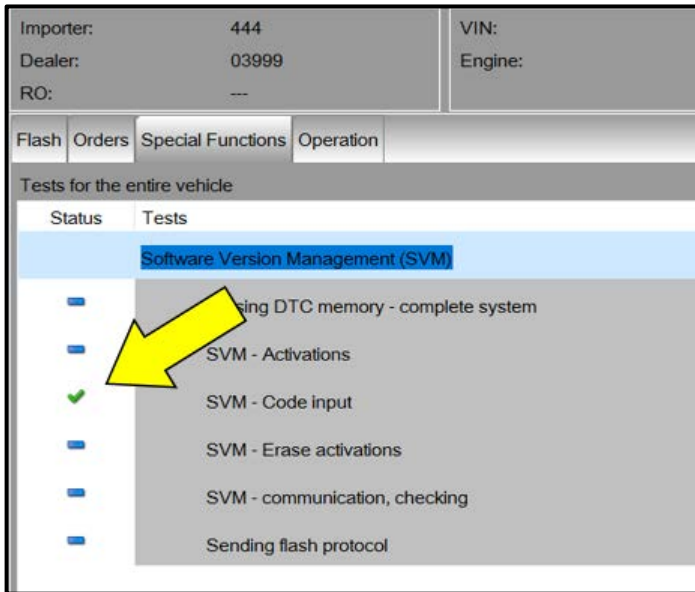 Importer: 444 VIN:
Dealer: 03999 Engine:
RO: ---
Flash Orders Special Functions Operation
Tests for the entire vehicle
Status Tests
Software Version Management (SVM)
DTC memory - complete system
SVM - Activations
SVM - Code input
SVM - Erase activations
SVM - communication, checking
Sending flash protocol